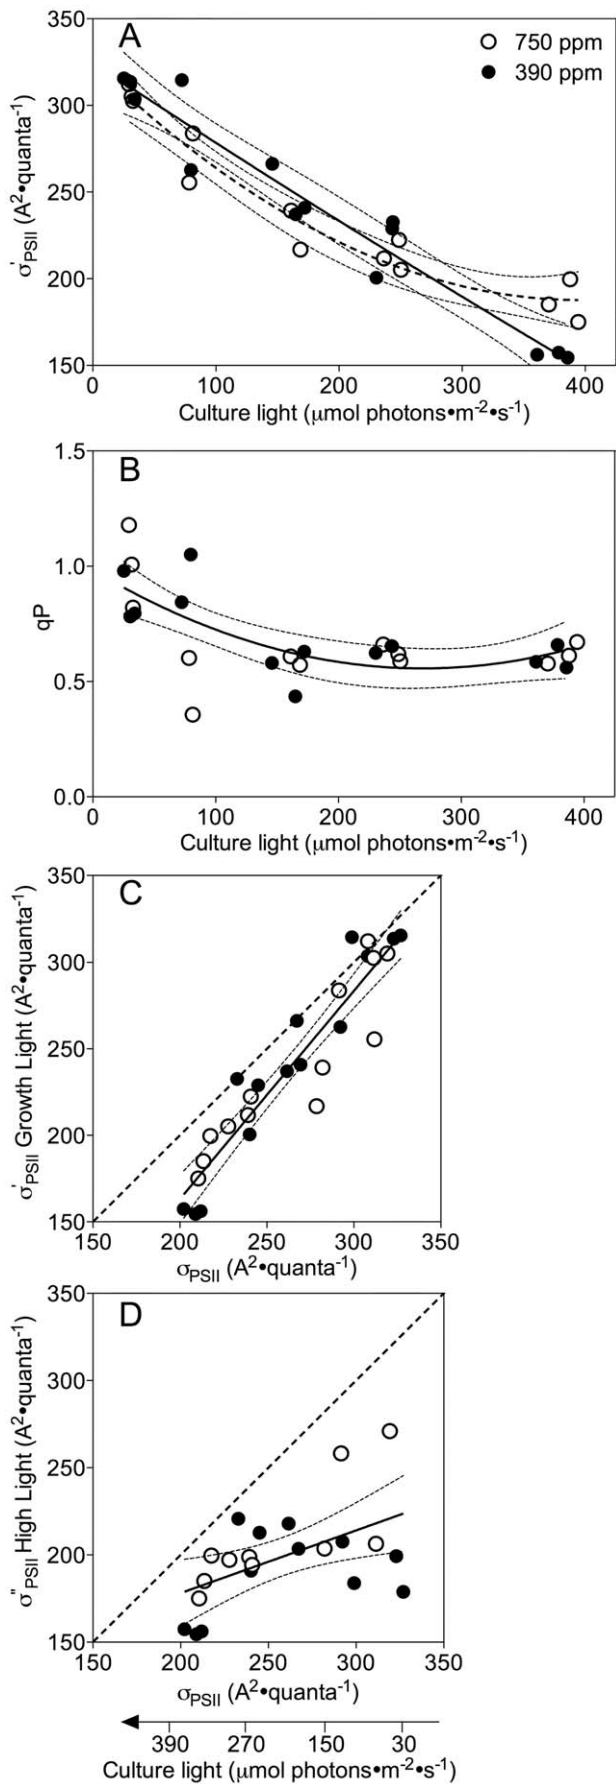 A
750 ppm
390 ppm
350
300
250
200
150
σ'PSII (A²•quanta⁻¹)
0 100 200 300 400
Culture light (μmol photons•m⁻²•s⁻¹)
B
1.5
1.0
0.5
0.0
qP
0 100 200 300 400
Culture light (μmol photons•m⁻²•s⁻¹)
C
350
300
250
200
150
σ'PSII Growth Light (A²•quanta⁻¹)
150 200 250 300 350
σPSII (A²•quanta⁻¹)
D
350
300
250
200
150
σ"PSII High Light (A²•quanta⁻¹)
150 200 250 300 350
σPSII (A²•quanta⁻¹)
390 270 150 30
Culture light (μmol photons•m⁻²•s⁻¹)